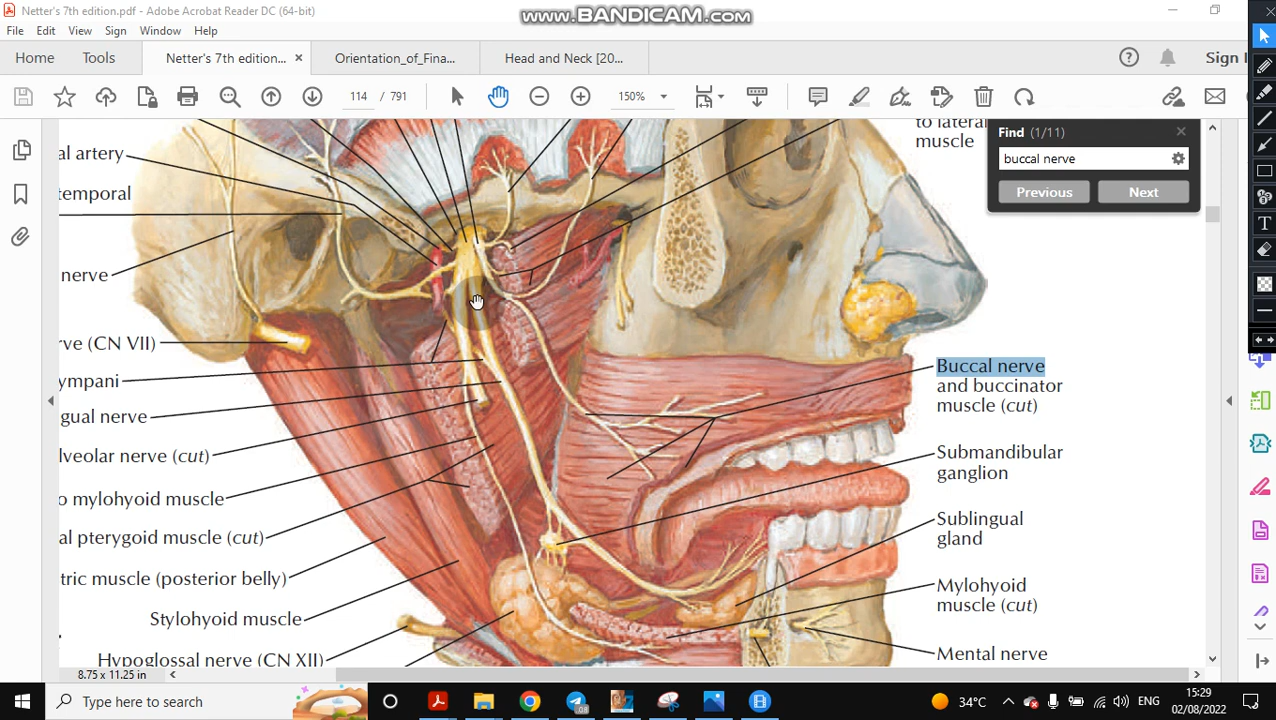 Netter's 7th edition.pdf - Adobe Acrobat Reader DC (64-bit)
www.BANDICAM.com
File Edit View Sign Window Help
Home Tools Netter's 7th edition... × Orientation_of_Fina... Head and Neck [20... Sign I
114 / 791 150%
to lateral
muscle
Find (1/11)
buccal nerve
Previous Next
al artery
temporal
nerve
rve (CN VII)
ympani
gual nerve
lveolar nerve (cut)
o mylohyoid muscle
al pterygoid muscle (cut)
tric muscle (posterior belly)
Stylohyoid muscle
Hypoglossal nerve (CN XII)
Buccal nerve
and buccinator
muscle (cut)
Submandibular
ganglion
Sublingual
gland
Mylohyoid
muscle (cut)
Mental nerve
8.75 x 11.25 in
Type here to search
08
34°C ENG 15:29
02/08/2022